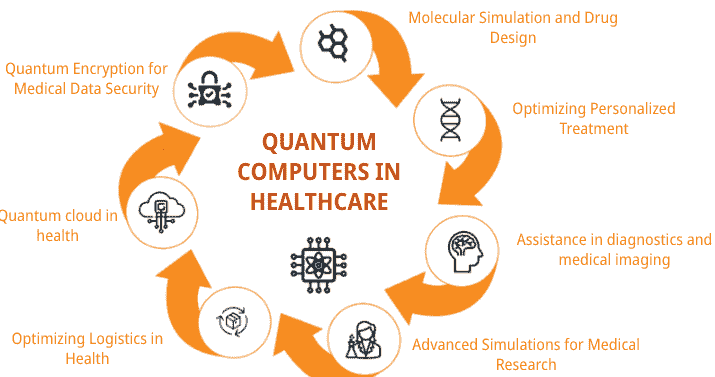 Molecular Simulation and Drug
Design
Quantum Encryption for
Medical Data Security
Optimizing Personalized
Treatment
QUANTUM
COMPUTERS IN
HEALTHCARE
Quantum cloud in
health
Assistance in diagnostics and
medical imaging
Optimizing Logistics in
Health
Advanced Simulations for Medical
Research